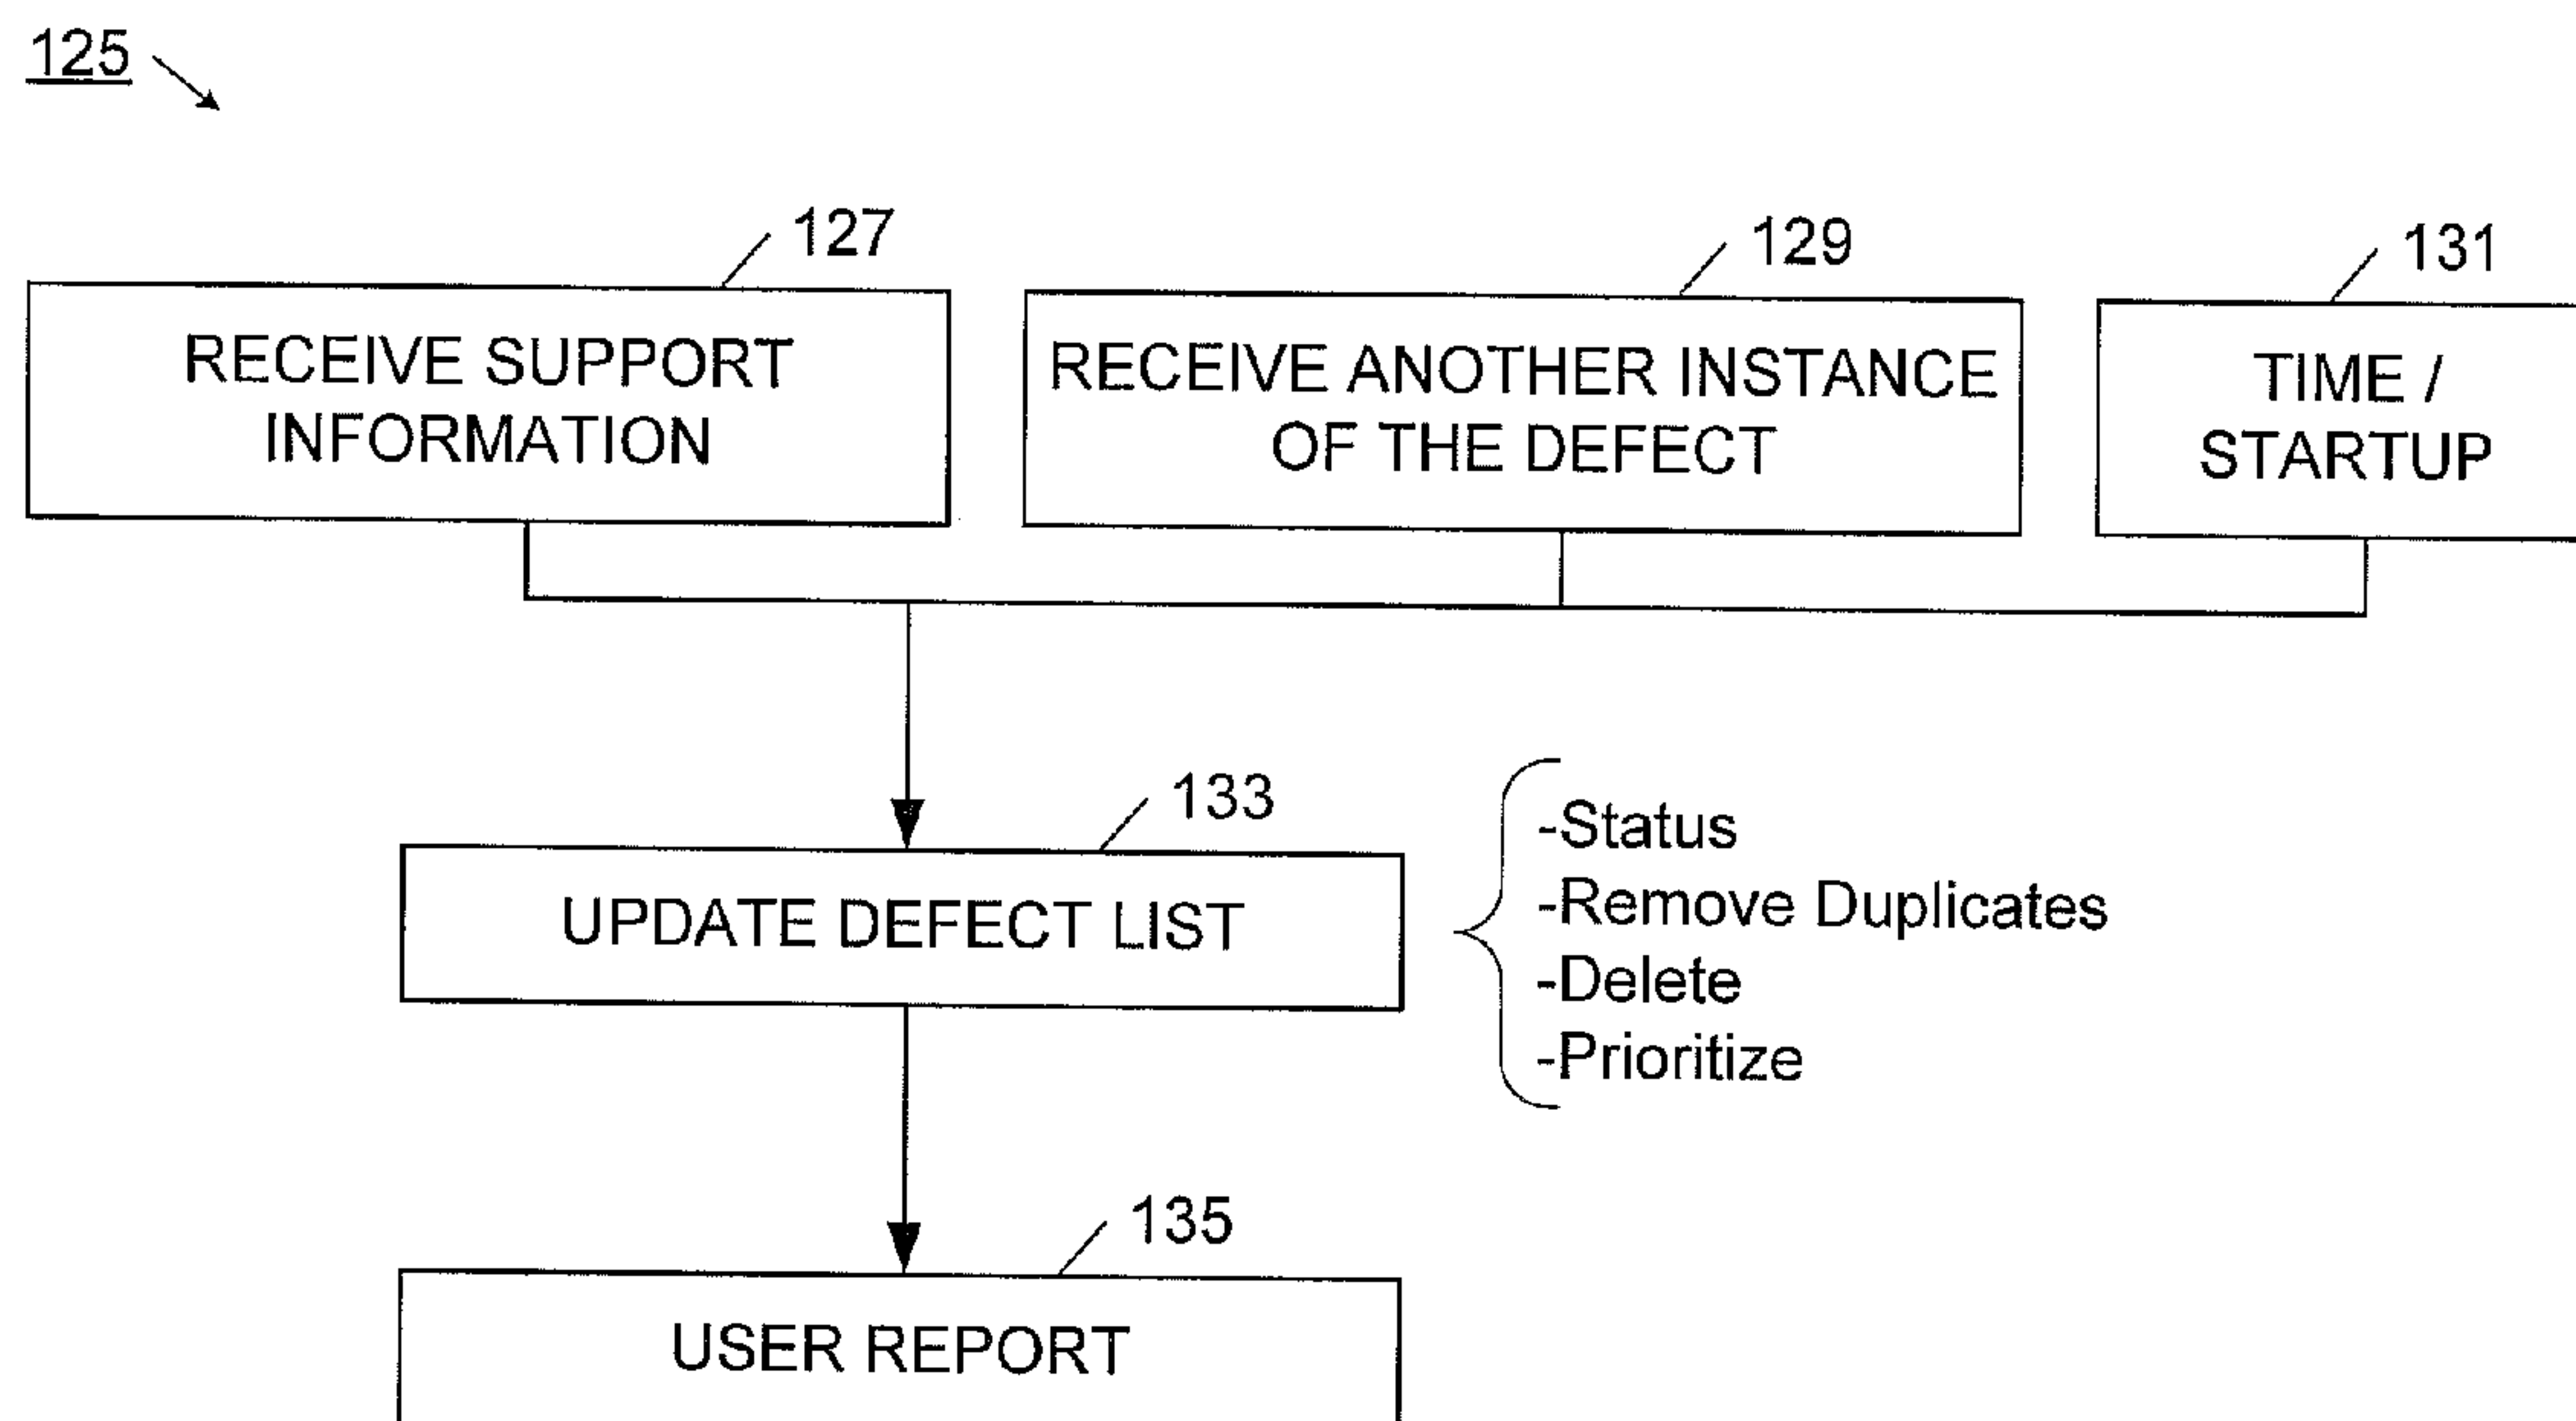 125
127
129
131
RECEIVE SUPPORT
INFORMATION
RECEIVE ANOTHER INSTANCE
OF THE DEFECT
TIME /
STARTUP
133
UPDATE DEFECT LIST
-Status
-Remove Duplicates
-Delete
-Prioritize
135
USER REPORT